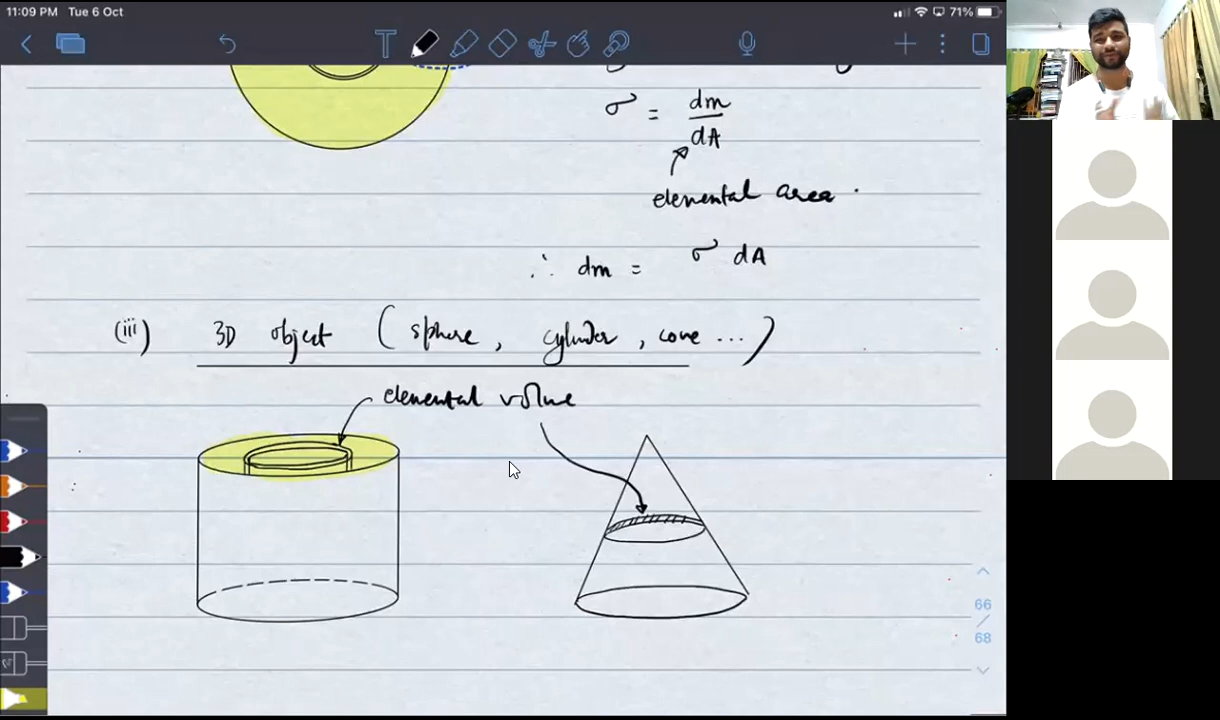 11:09 PM Tue 6 Oct
71%
T
σ = dm
dA
elemental area .
∴ dm = σ dA
(iii) 3D object (sphere, cylinder, cone ...)
elemental volume
66
/
68